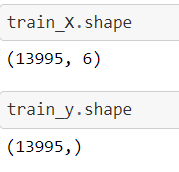 train_X.shape
(13995, 6)
train_y.shape
(13995,)